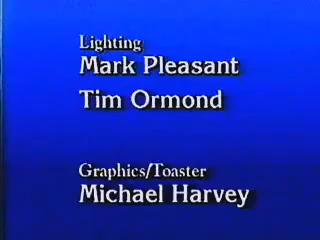 Lighting
Mark Pleasant
Tim Ormond
Graphics/Toaster
Michael Harvey